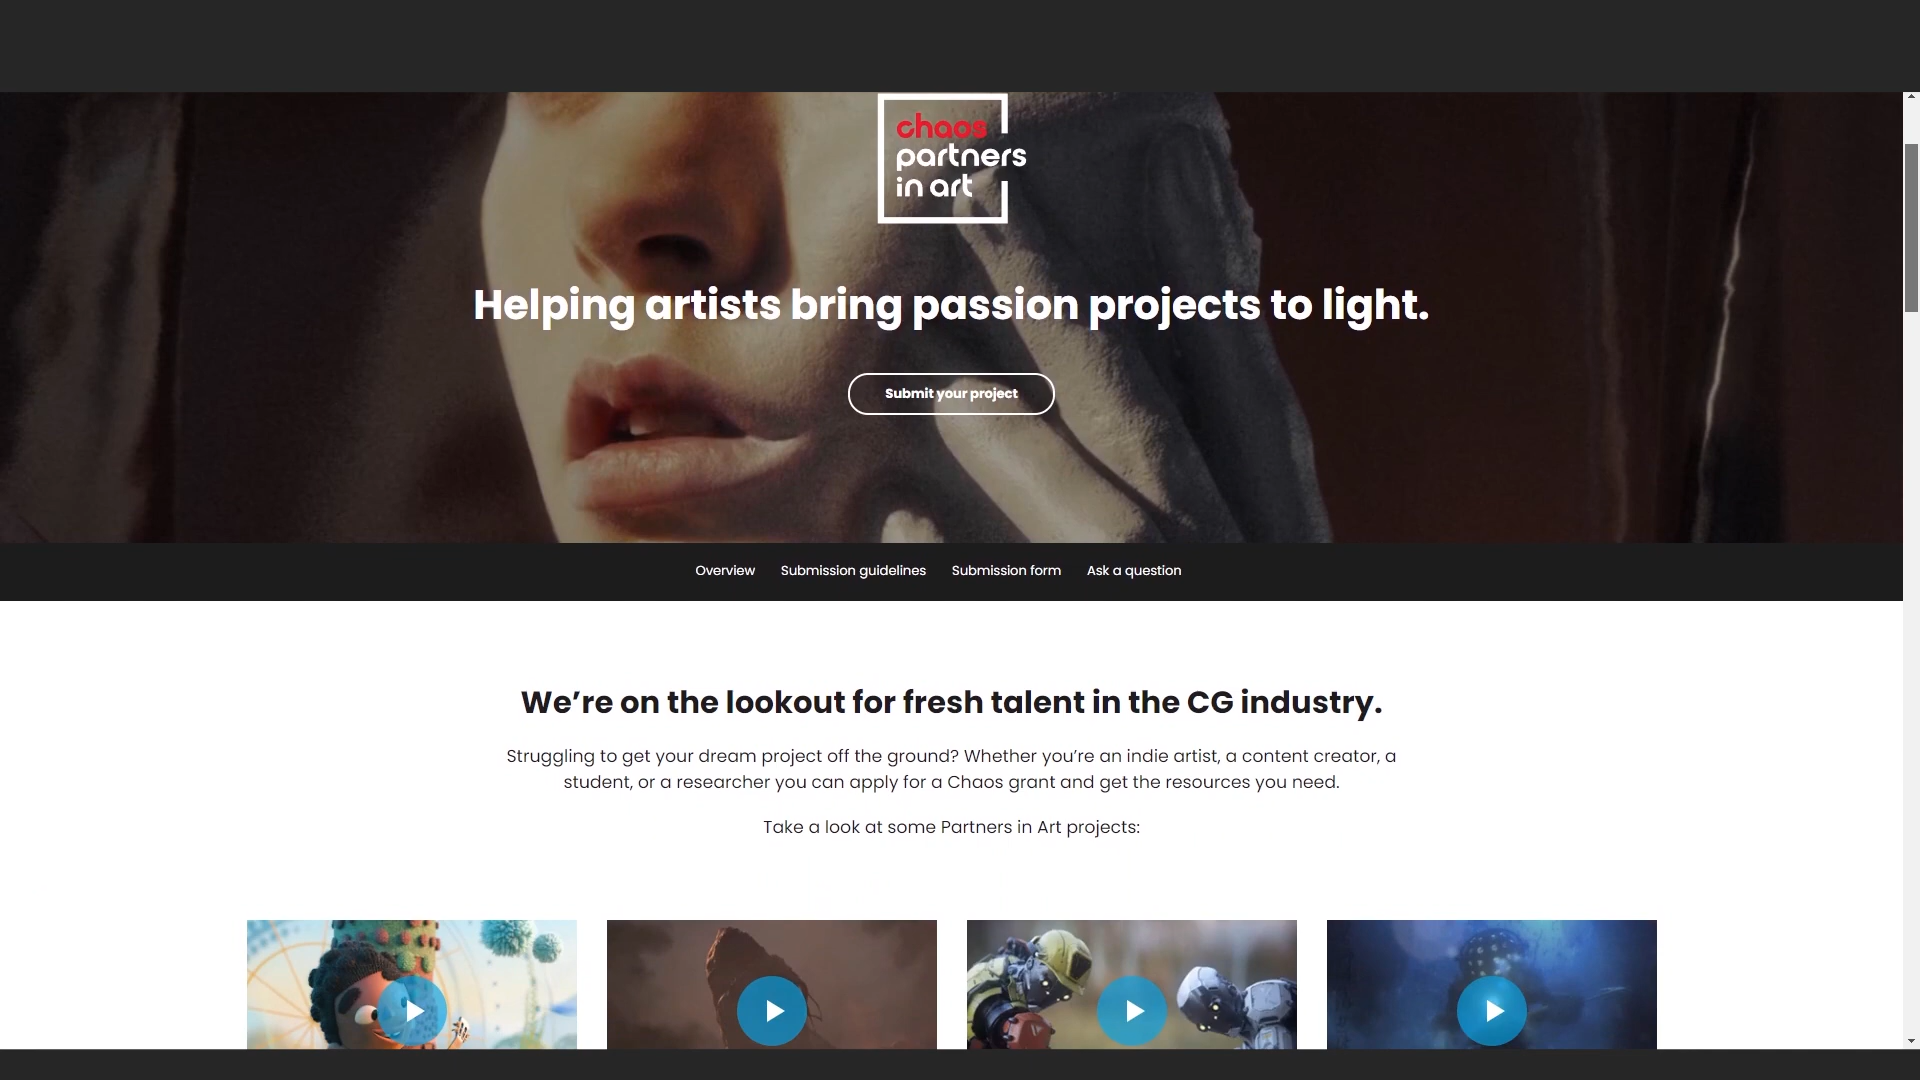 chaos
partners
in art
Helping artists bring passion projects to light.
Submit your project
Overview Submission guidelines Submission form Ask a question
We’re on the lookout for fresh talent in the CG industry.
Struggling to get your dream project off the ground? Whether you’re an indie artist, a content creator, a
student, or a researcher you can apply for a Chaos grant and get the resources you need.
Take a look at some Partners in Art projects: